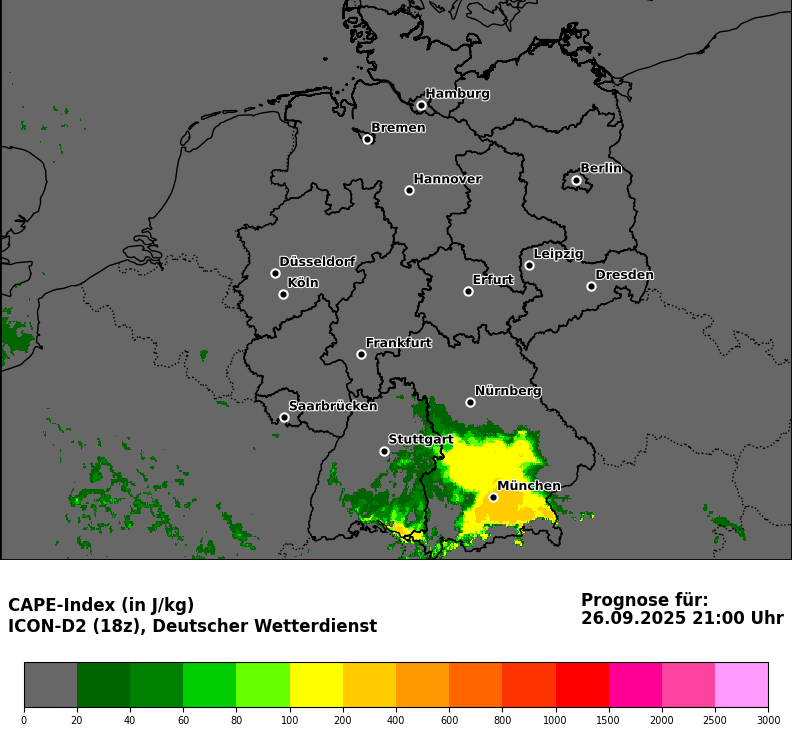 Hamburg
Bremen
Berlin
Hannover
Leipzig
Düsseldorf
Dresden
Köln
Erfurt
Frankfurt
Nürnberg
Saarbrücken
Stuttgart
München
CAPE-Index (in J/kg)
ICON-D2 (18z), Deutscher Wetterdienst
Prognose für:
26.09.2025 21:00 Uhr
0 20 40 60 80 100 200 400 600 800 1000 1500 2000 2500 3000